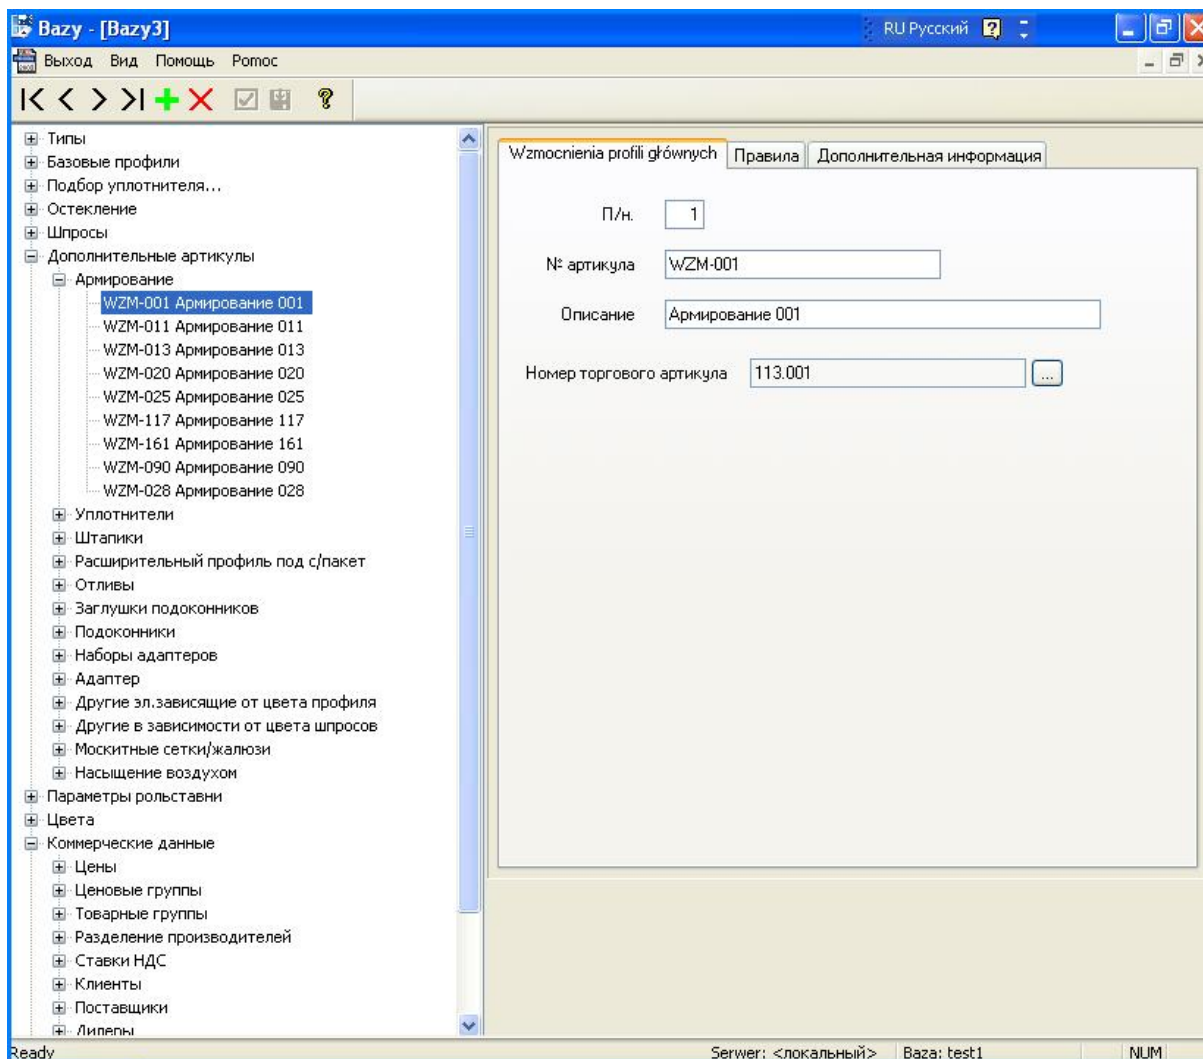 Bazy - [Bazy3]
RU Русский
Выход Вид Помощь Pomoc
Типы
Базовые профили
Подбор уплотнителя...
Остекление
Шпросы
Дополнительные артикулы
Армирование
WZM-001 Армирование 001
WZM-011 Армирование 011
WZM-013 Армирование 013
WZM-020 Армирование 020
WZM-025 Армирование 025
WZM-117 Армирование 117
WZM-161 Армирование 161
WZM-090 Армирование 090
WZM-028 Армирование 028
Уплотнители
Штапики
Расширительный профиль под с/пакет
Отливы
Заглушки подоконников
Подоконники
Наборы адаптеров
Адаптер
Другие эл.зависящие от цвета профиля
Другие в зависимости от цвета шпросов
Москитные сетки/жалюзи
Насыщение воздухом
Параметры рольставни
Цвета
Коммерческие данные
Цены
Ценовые группы
Товарные группы
Разделение производителей
Ставки НДС
Клиенты
Поставщики
Дилеры
Wzmocnienia profili głównych Правила Дополнительная информация
П/н. 1
№ артикула WZM-001
Описание Армирование 001
Номер торгового артикула 113.001 ...
Ready Serwer: <локальный> Baza: test1 NUM